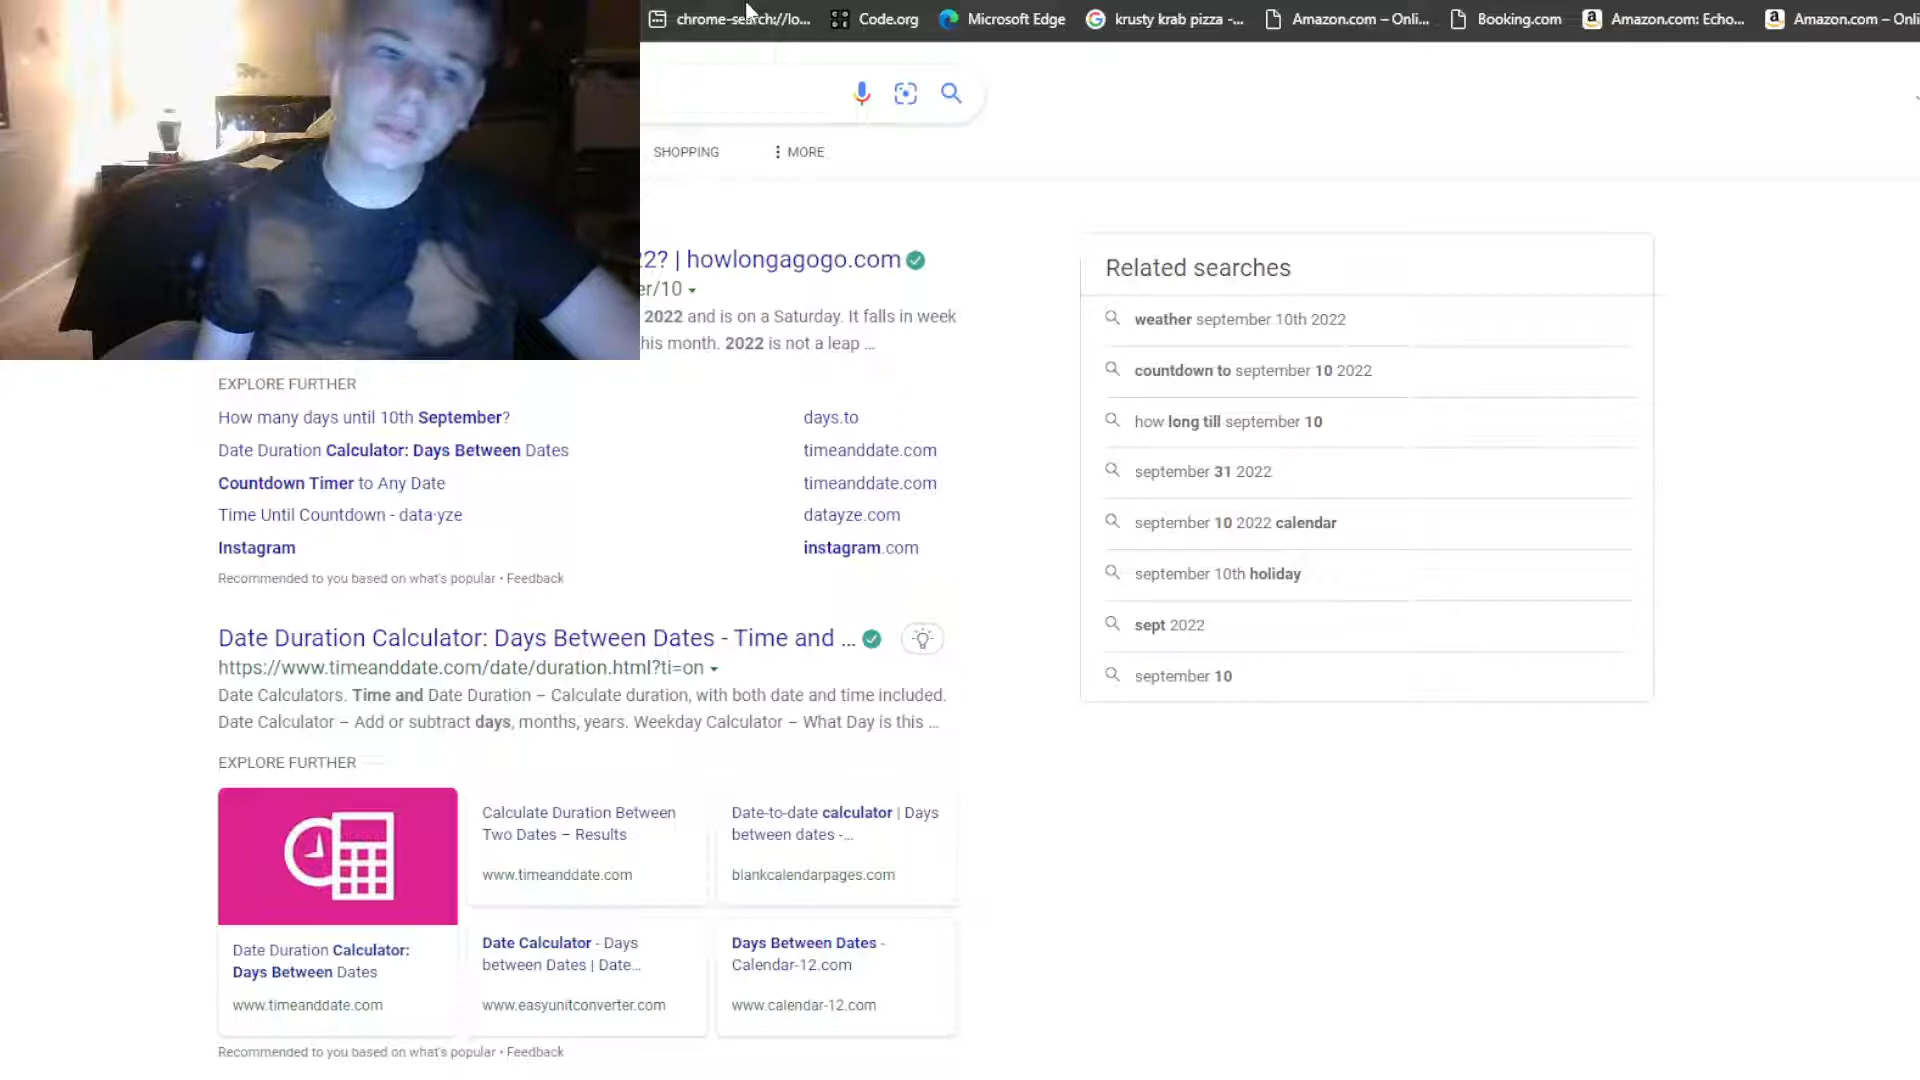 chrome-search://lo... Code.org Microsoft Edge krusty krab pizza -... Amazon.com – Onli... Booking.com Amazon.com: Echo... Amazon.com – Onli
SHOPPING MORE
22? | howlongagogo.com
er/10
2022 and is on a Saturday. It falls in week
his month. 2022 is not a leap ...
EXPLORE FURTHER
How many days until 10th September? days.to
Date Duration Calculator: Days Between Dates timeanddate.com
Countdown Timer to Any Date timeanddate.com
Time Until Countdown - data·yze datayze.com
Instagram instagram.com
Recommended to you based on what's popular • Feedback
Date Duration Calculator: Days Between Dates - Time and ...
https://www.timeanddate.com/date/duration.html?ti=on
Date Calculators. Time and Date Duration – Calculate duration, with both date and time included.
Date Calculator – Add or subtract days, months, years. Weekday Calculator – What Day is this ...
EXPLORE FURTHER
Date Duration Calculator:
Days Between Dates
www.timeanddate.com
Calculate Duration Between
Two Dates – Results
www.timeanddate.com
Date-to-date calculator | Days
between dates -...
blankcalendarpages.com
Date Calculator - Days
between Dates | Date...
www.easyunitconverter.com
Days Between Dates -
Calendar-12.com
www.calendar-12.com
Recommended to you based on what's popular • Feedback
Related searches
weather september 10th 2022
countdown to september 10 2022
how long till september 10
september 31 2022
september 10 2022 calendar
september 10th holiday
sept 2022
september 10